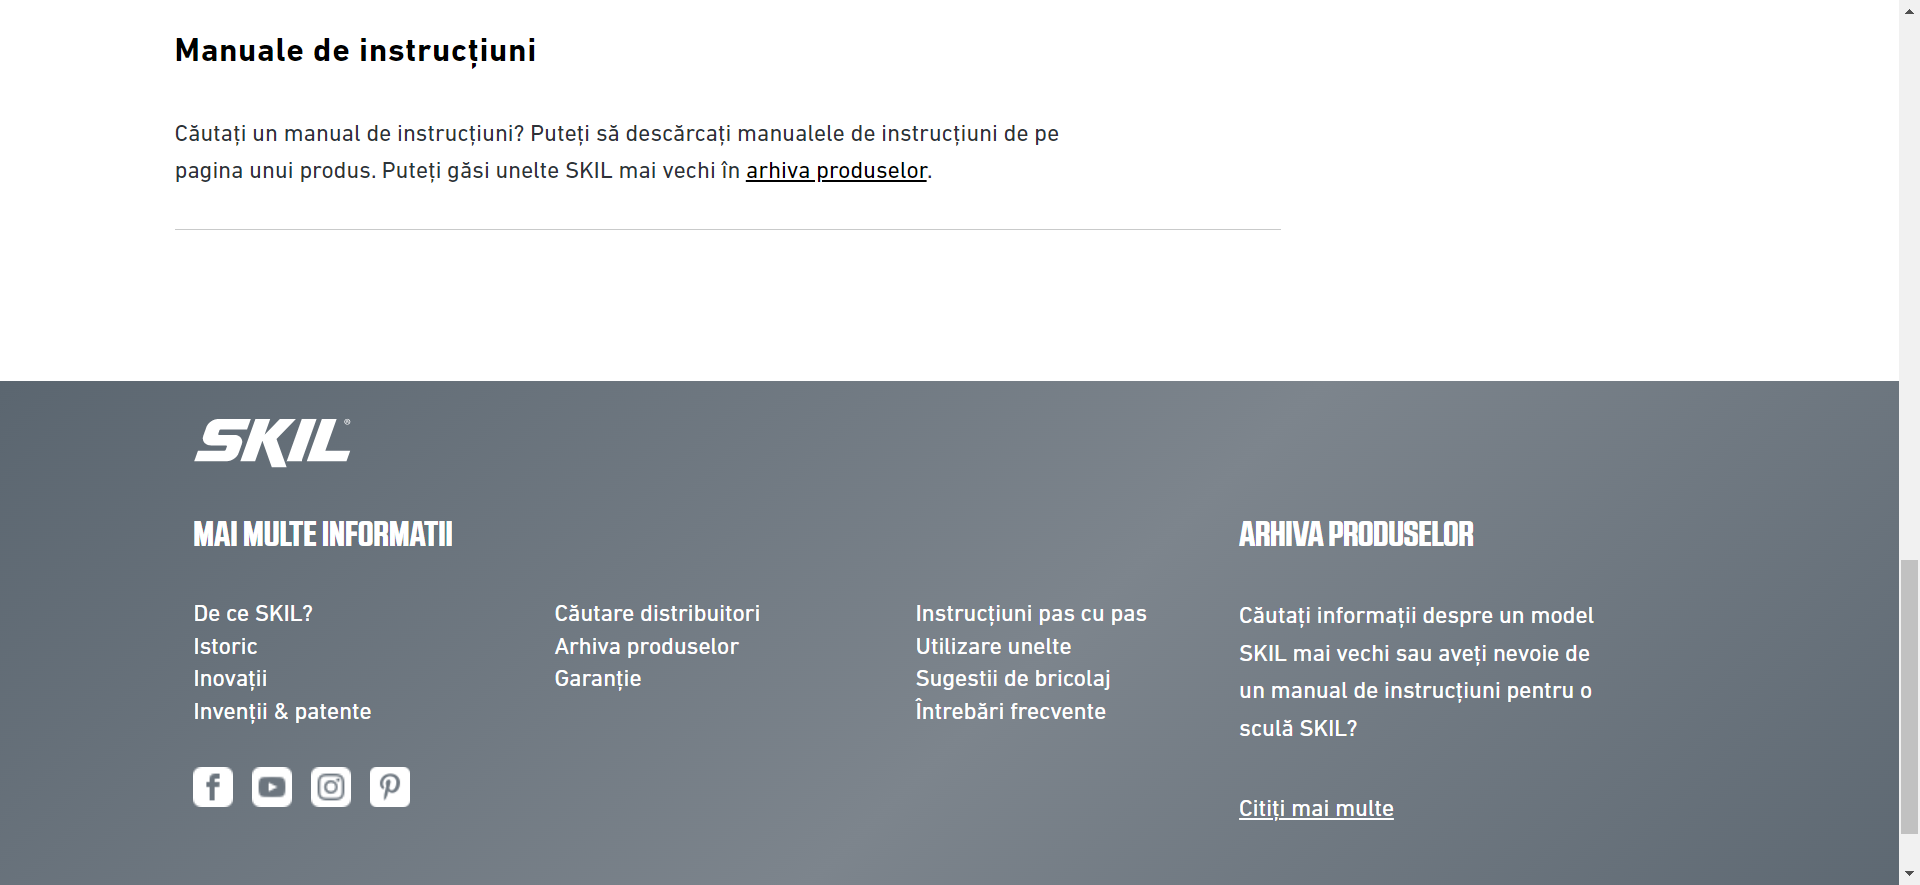 Manuale de instrucțiuni
Căutați un manual de instrucțiuni? Puteți să descărcați manualele de instrucțiuni de pe
pagina unui produs. Puteți găsi unelte SKIL mai vechi în arhiva produselor.
SKIL®
MAI MULTE INFORMATII
De ce SKIL?
Istoric
Inovații
Invenții & patente
Căutare distribuitori
Arhiva produselor
Garanție
Instrucțiuni pas cu pas
Utilizare unelte
Sugestii de bricolaj
Întrebări frecvente
ARHIVA PRODUSELOR
Căutați informații despre un model
SKIL mai vechi sau aveți nevoie de
un manual de instrucțiuni pentru o
sculă SKIL?
Citiți mai multe